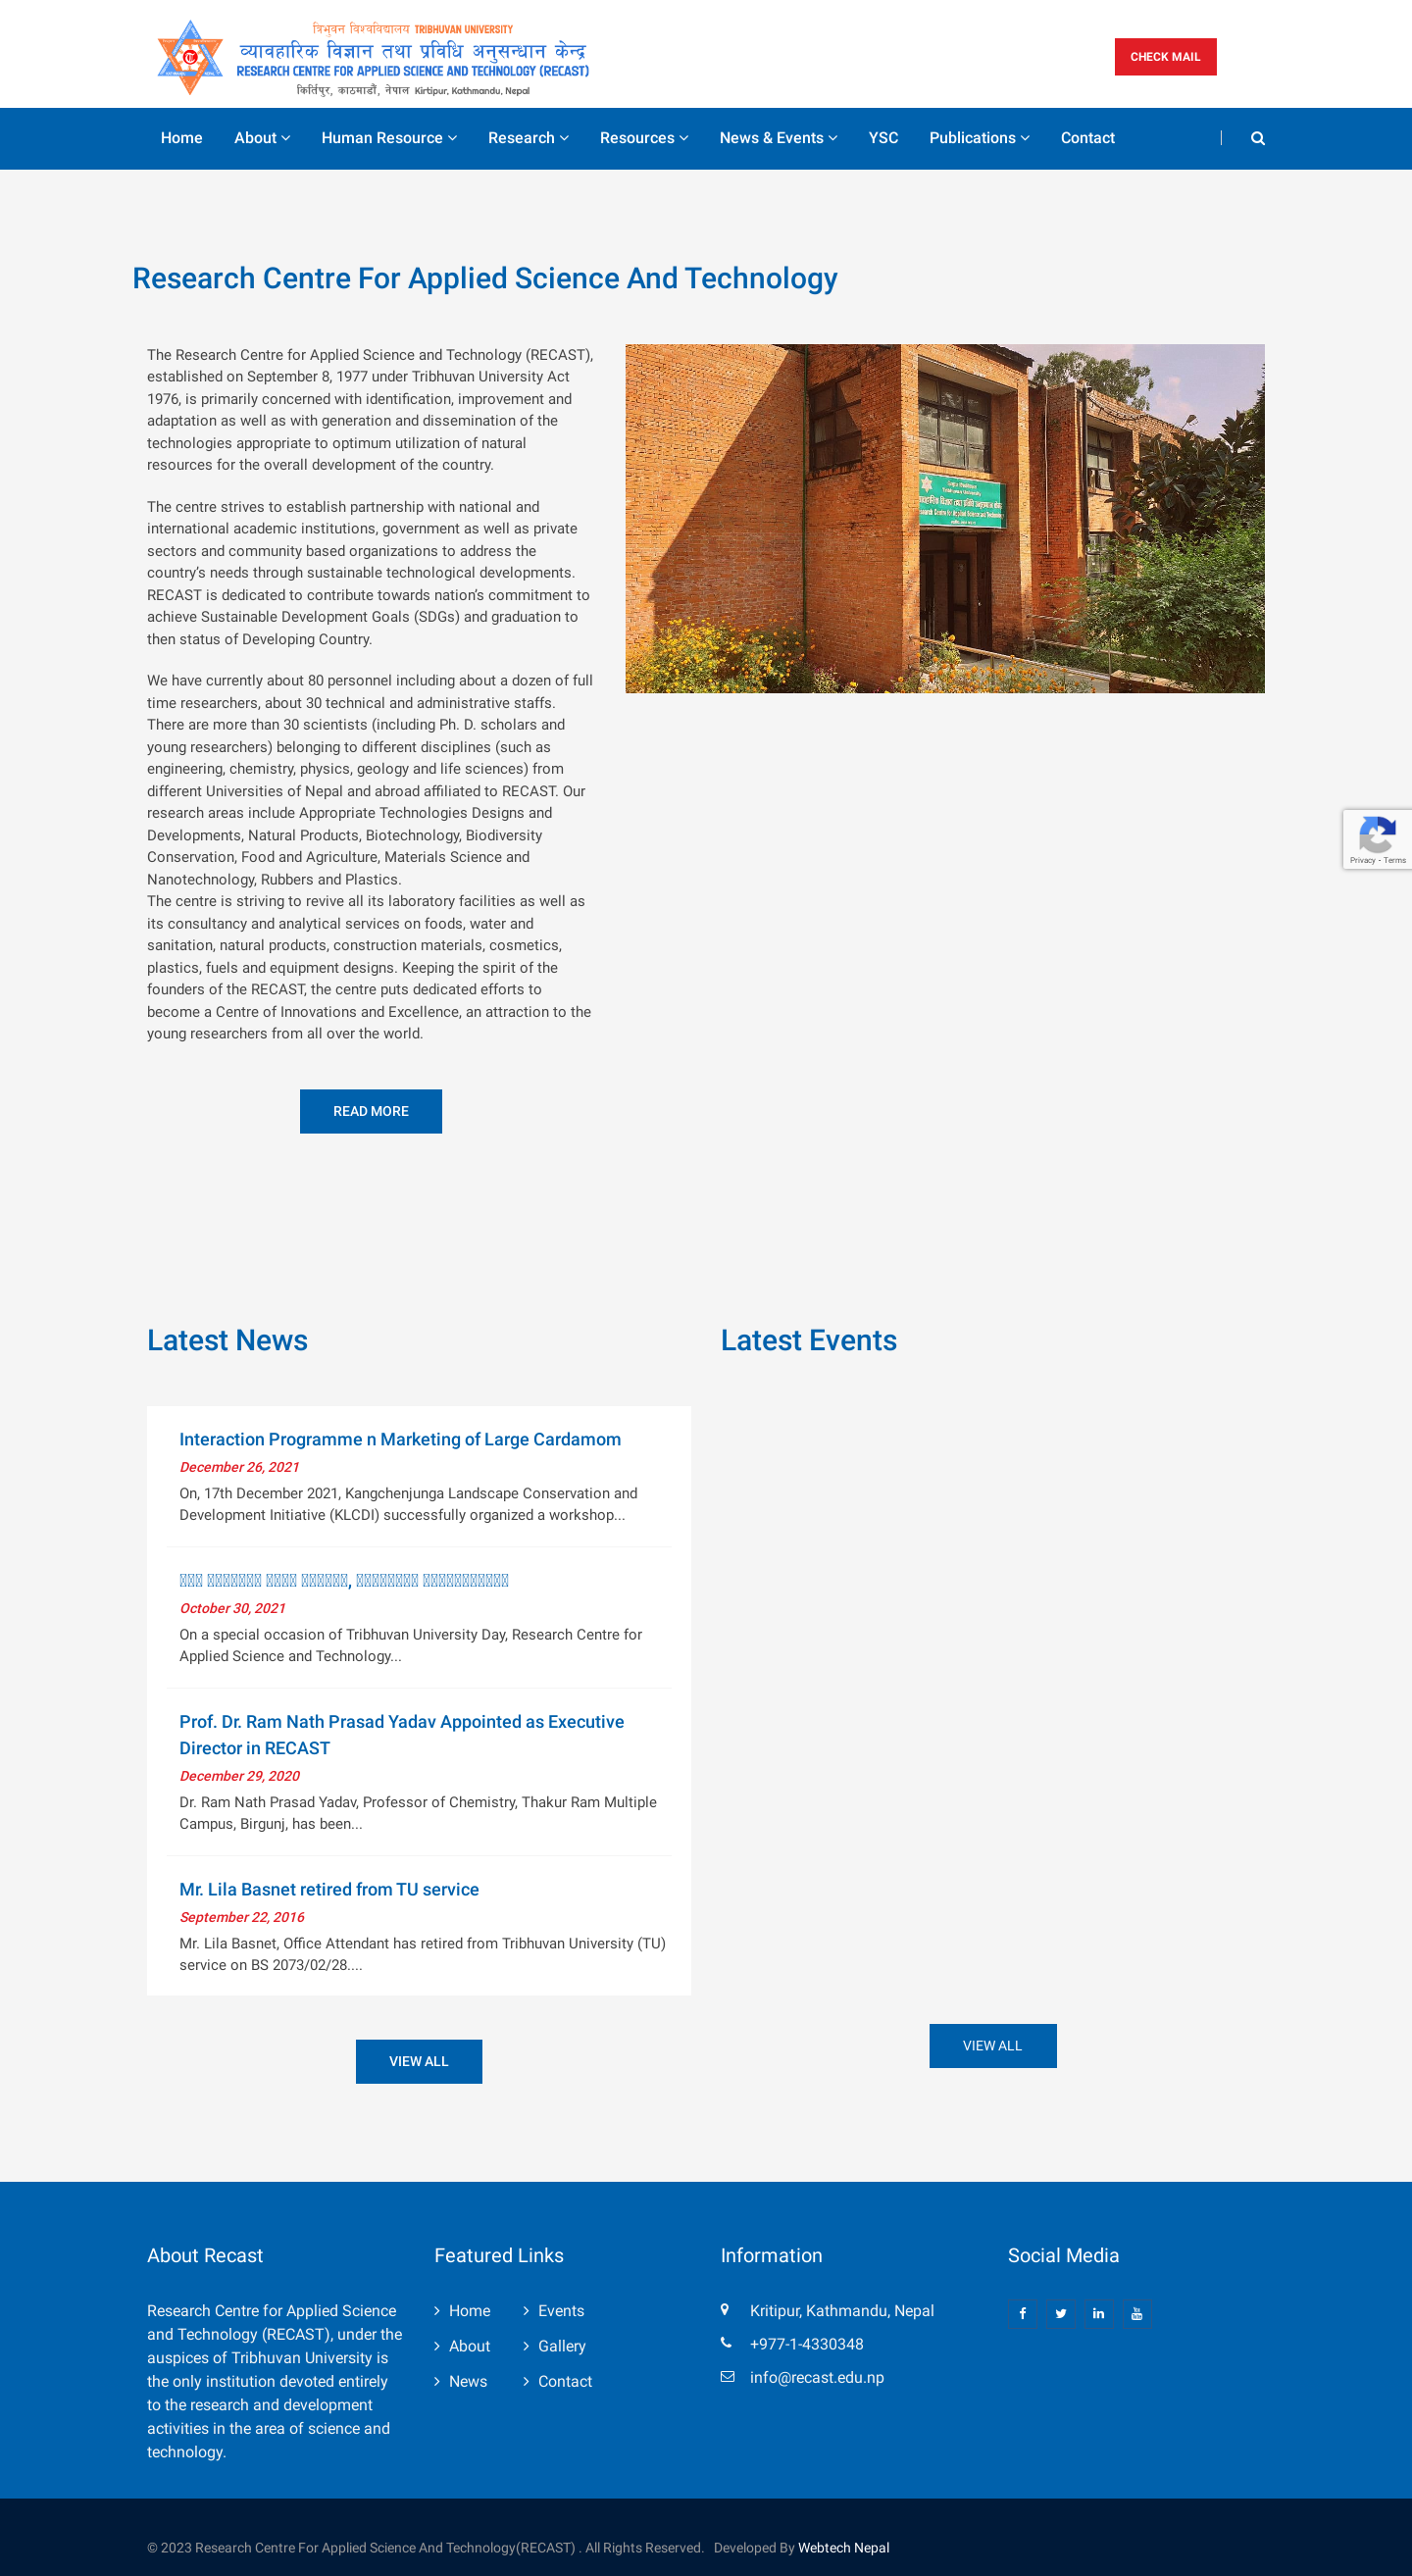 त्रिभुवन विश्वविद्यालय TRIBHUVAN UNIVERSITY
व्यावहारिक विज्ञान तथा प्रविधि अनुसन्धान केन्द्र
RESEARCH CENTRE FOR APPLIED SCIENCE AND TECHNOLOGY (RECAST)
किर्तिपुर, काठमाडौं, नेपाल Kirtipur, Kathmandu, Nepal
CHECK MAIL
Home About Human Resource Research Resources News & Events YSC Publications Contact
Research Centre For Applied Science And Technology
The Research Centre for Applied Science and Technology (RECAST),
established on September 8, 1977 under Tribhuvan University Act
1976, is primarily concerned with identification, improvement and
adaptation as well as with generation and dissemination of the
technologies appropriate to optimum utilization of natural
resources for the overall development of the country.
The centre strives to establish partnership with national and
international academic institutions, government as well as private
sectors and community based organizations to address the
country’s needs through sustainable technological developments.
RECAST is dedicated to contribute towards nation’s commitment to
achieve Sustainable Development Goals (SDGs) and graduation to
then status of Developing Country.
We have currently about 80 personnel including about a dozen of full
time researchers, about 30 technical and administrative staffs.
There are more than 30 scientists (including Ph. D. scholars and
young researchers) belonging to different disciplines (such as
engineering, chemistry, physics, geology and life sciences) from
different Universities of Nepal and abroad affiliated to RECAST. Our
research areas include Appropriate Technologies Designs and
Developments, Natural Products, Biotechnology, Biodiversity
Conservation, Food and Agriculture, Materials Science and
Nanotechnology, Rubbers and Plastics.
The centre is striving to revive all its laboratory facilities as well as
its consultancy and analytical services on foods, water and
sanitation, natural products, construction materials, cosmetics,
plastics, fuels and equipment designs. Keeping the spirit of the
founders of the RECAST, the centre puts dedicated efforts to
become a Centre of Innovations and Excellence, an attraction to the
young researchers from all over the world.
READ MORE
Privacy - Terms
Latest News
Interaction Programme n Marketing of Large Cardamom
December 26, 2021
On, 17th December 2021, Kangchenjunga Landscape Conservation and
Development Initiative (KLCDI) successfully organized a workshop...
October 30, 2021
On a special occasion of Tribhuvan University Day, Research Centre for
Applied Science and Technology...
Prof. Dr. Ram Nath Prasad Yadav Appointed as Executive
Director in RECAST
December 29, 2020
Dr. Ram Nath Prasad Yadav, Professor of Chemistry, Thakur Ram Multiple
Campus, Birgunj, has been...
Mr. Lila Basnet retired from TU service
September 22, 2016
Mr. Lila Basnet, Office Attendant has retired from Tribhuvan University (TU)
service on BS 2073/02/28....
VIEW ALL
Latest Events
VIEW ALL
About Recast
Research Centre for Applied Science
and Technology (RECAST), under the
auspices of Tribhuvan University is
the only institution devoted entirely
to the research and development
activities in the area of science and
technology.
Featured Links
Home Events
About Gallery
News Contact
Information
Kritipur, Kathmandu, Nepal
+977-1-4330348
info@recast.edu.np
Social Media
© 2023 Research Centre For Applied Science And Technology(RECAST) . All Rights Reserved. Developed By Webtech Nepal